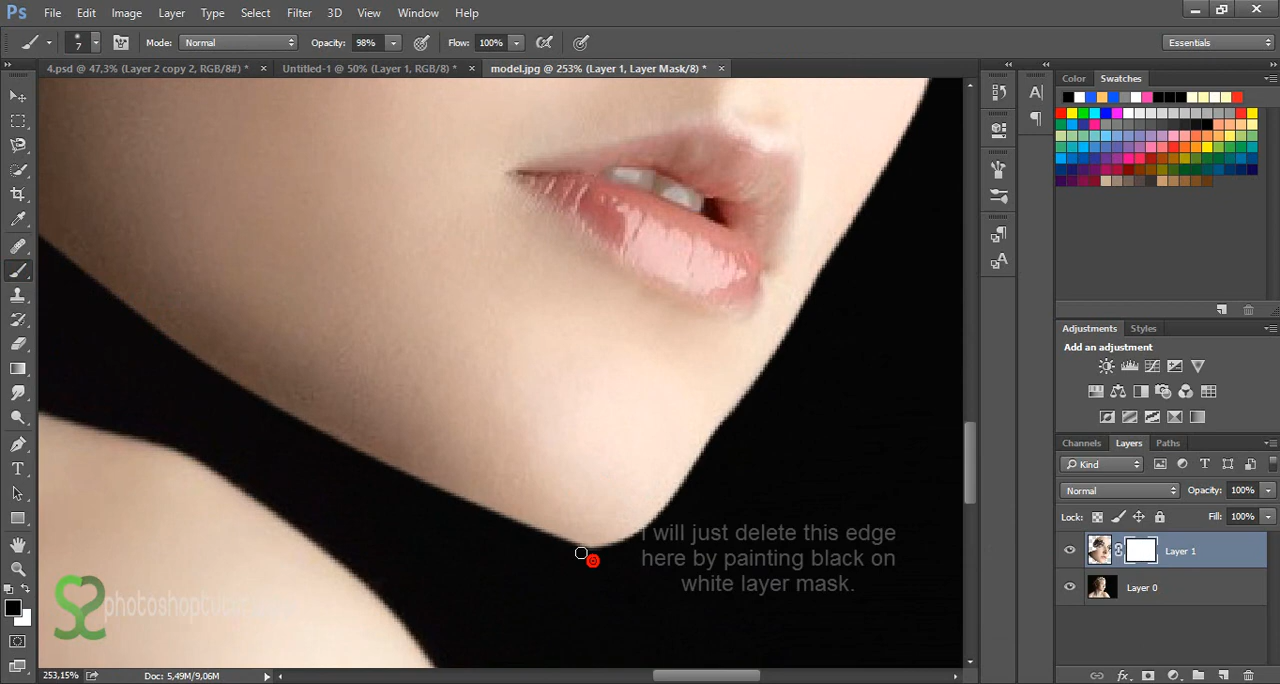 Ps File Edit Image Layer Type Select Filter 3D View Window Help
7 Mode: Normal Opacity: 98% Flow: 100% Essentials
4.psd @ 47,3% (Layer 2 copy 2, RGB/8#) * × Untitled-1 @ 50% (Layer 1, RGB/8) * × model.jpg @ 253% (Layer 1, Layer Mask/8) * ×
Color Swatches
Adjustments Styles
Add an adjustment
Channels Layers Paths
Kind
Normal Opacity: 100%
Lock: Fill: 100%
Layer 1
Layer 0
I will just delete this edge
here by painting black on
white layer mask.
253,15% Doc: 5,49M/9,06M